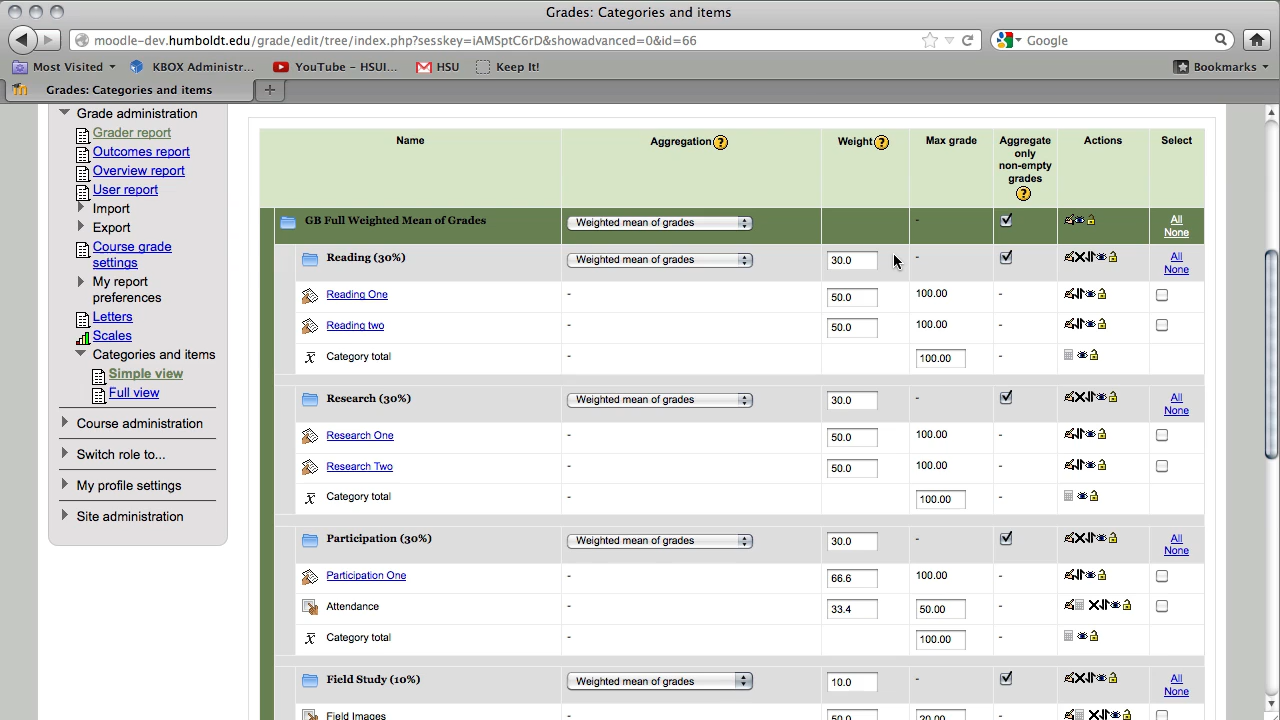 Grades: Categories and items
moodle-dev.humboldt.edu/grade/edit/tree/index.php?sesskey=iAMSptC6rD&showadvanced=0&id=66
Google
Most Visited KBOX Administr... YouTube - HSUI... HSU Keep It! Bookmarks
Grades: Categories and items
Grade administration
Grader report
Outcomes report
Overview report
User report
Import
Export
Course grade
settings
My report
preferences
Letters
Scales
Categories and items
Simple view
Full view
Course administration
Switch role to...
My profile settings
Site administration
Name Aggregation ? Weight ? Max grade Aggregate only non-empty grades ? Actions Select
GB Full Weighted Mean of Grades Weighted mean of grades - All None
Reading (30%) Weighted mean of grades 30.0 - All None
Reading One - 50.0 100.00 -
Reading two - 50.0 100.00 -
x̅ Category total - 100.00 -
Research (30%) Weighted mean of grades 30.0 - All None
Research One - 50.0 100.00 -
Research Two - 50.0 100.00 -
x̅ Category total - 100.00 -
Participation (30%) Weighted mean of grades 30.0 - All None
Participation One - 66.6 100.00 -
Attendance - 33.4 50.00 -
x̅ Category total - 100.00 -
Field Study (10%) Weighted mean of grades 10.0 - All None
Field Images - 50.0 20.00 -